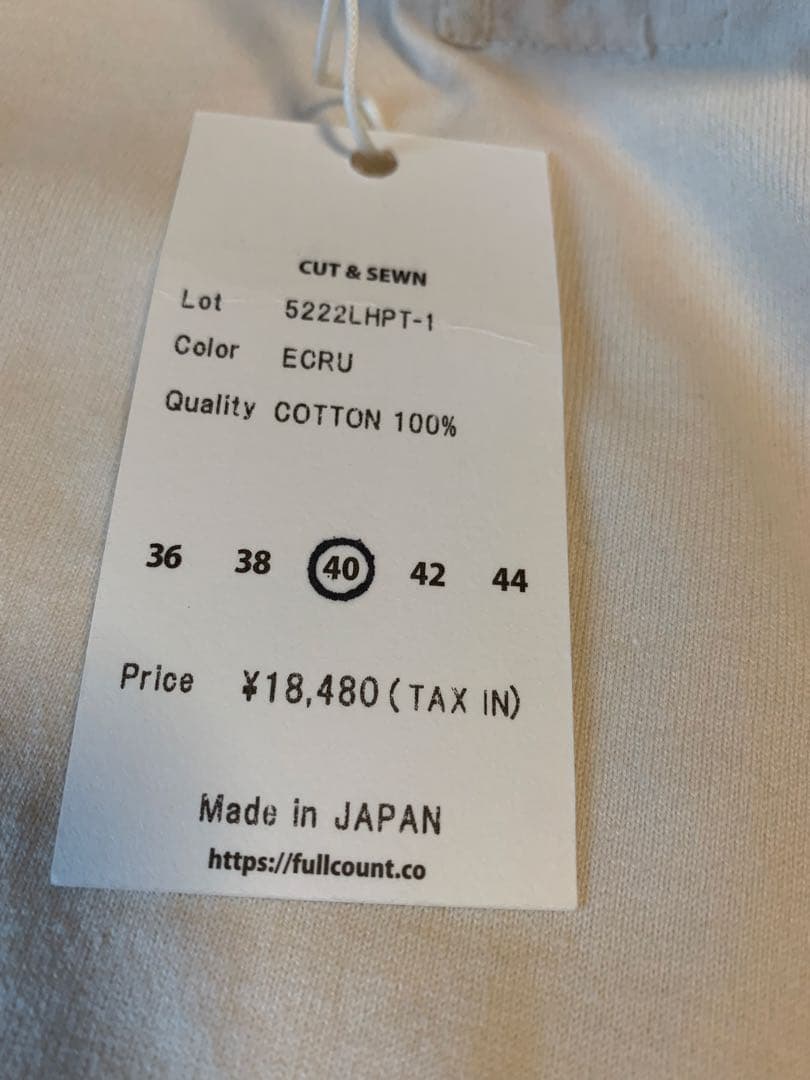 CUT & SEWN
Lot 5222LHPT-1
Color ECRU
Quality COTTON 100%
36 38 40 42 44
Price ¥18,480(TAX IN)
Made in JAPAN
https://fullcount.co